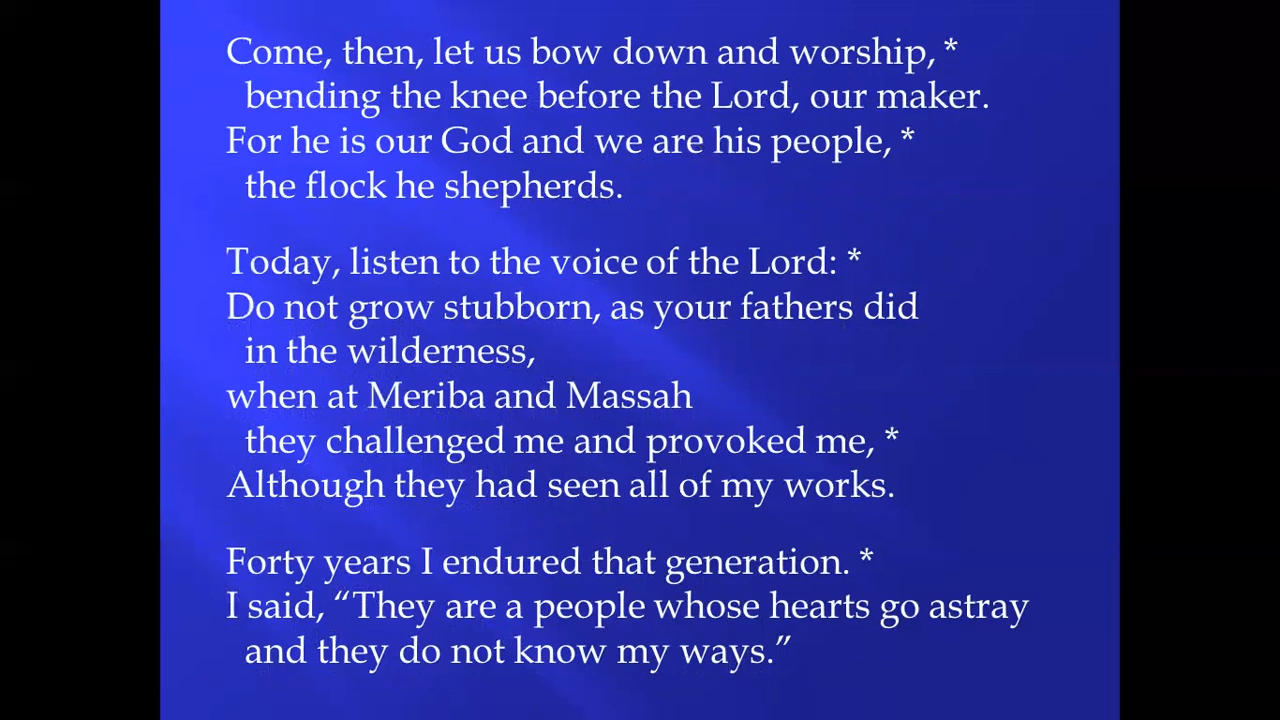 Come, then, let us bow down and worship, *
bending the knee before the Lord, our maker.
For he is our God and we are his people, *
the flock he shepherds.
Today, listen to the voice of the Lord: *
Do not grow stubborn, as your fathers did
in the wilderness,
when at Meriba and Massah
they challenged me and provoked me, *
Although they had seen all of my works.
Forty years I endured that generation. *
I said, “They are a people whose hearts go astray
and they do not know my ways.”